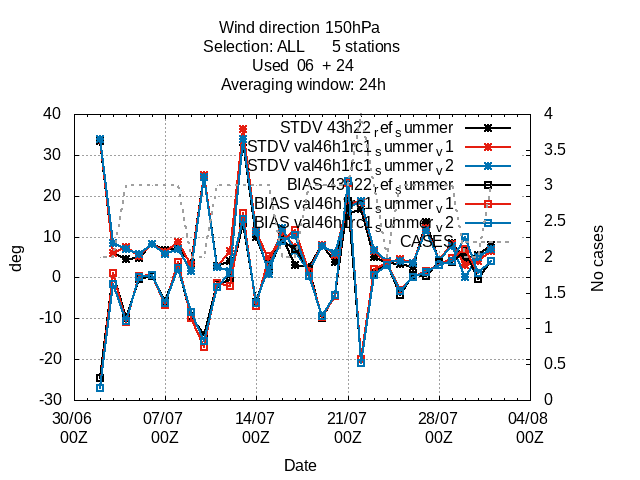 Wind direction 150hPa
Selection: ALL 5 stations
Used 06 + 24
Averaging window: 24h
40
30
20
10
0
-10
-20
-30
deg
STDV 43h22_ref_summer
STDV val46h1rc1_summer_v1
STDV val46h1rc1_summer_v2
BIAS 43h22_ref_summer
BIAS val46h1rc1_summer_v1
BIAS val46h1rc1_summer_v2
CASES
4
3.5
3
2.5
2
1.5
1
0.5
0
No cases
30/06 07/07 14/07 21/07 28/07 04/08
00Z 00Z 00Z 00Z 00Z 00Z
Date